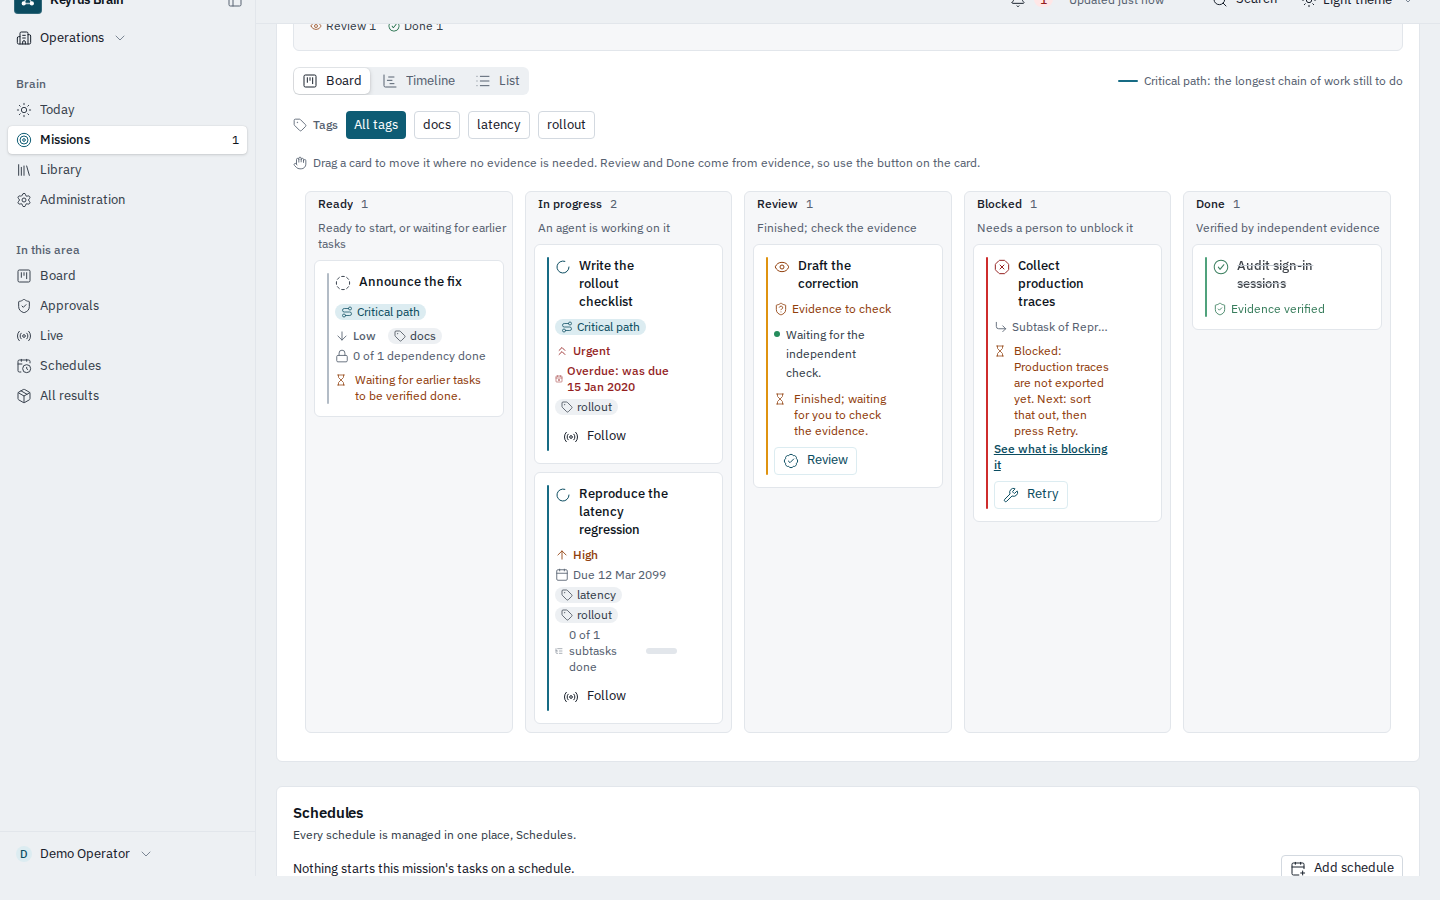 Keyrus Brain
1
Updated just now
Search
Light theme
Operations
Brain
Today
Missions 1
Library
Administration
In this area
Board
Approvals
Live
Schedules
All results
Demo Operator
D
Review 1 Done 1
Board Timeline List
Critical path: the longest chain of work still to do
Tags All tags docs latency rollout
Drag a card to move it where no evidence is needed. Review and Done come from evidence, so use the button on the card.
Ready 1
Ready to start, or waiting for earlier
tasks
Announce the fix
Critical path
Low docs
0 of 1 dependency done
Waiting for earlier tasks
to be verified done.
In progress 2
An agent is working on it
Write the
rollout
checklist
Critical path
Urgent
Overdue: was due
15 Jan 2020
rollout
Follow
Reproduce the
latency
regression
High
Due 12 Mar 2099
latency
rollout
0 of 1
subtasks
done
Follow
Review 1
Finished; check the evidence
Draft the
correction
Evidence to check
Waiting for the
independent
check.
Finished; waiting
for you to check
the evidence.
Review
Blocked 1
Needs a person to unblock it
Collect
production
traces
Subtask of Repr...
Blocked:
Production traces
are not exported
yet. Next: sort
that out, then
press Retry.
See what is blocking
it
Retry
Done 1
Verified by independent evidence
Audit sign-in
sessions
Evidence verified
Schedules
Every schedule is managed in one place, Schedules.
Nothing starts this mission's tasks on a schedule.
Add schedule